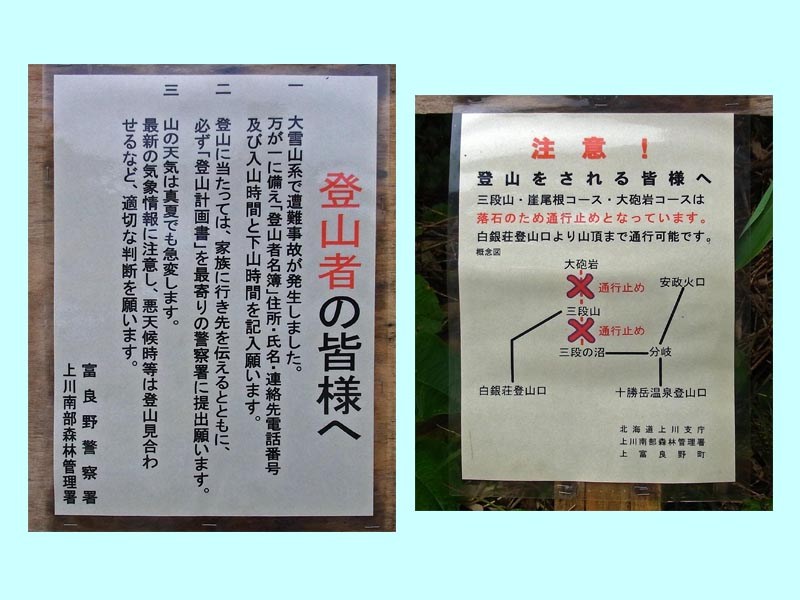 登山者の皆様へ
一 大雪山系で遭難事故が発生しました。
万が一に備え「登山者名簿」住所・氏名・連絡先電話番号
及び入山時間と下山時間を記入願います。
二 登山に当たっては、家族に行き先を伝えるとともに、
必ず「登山計画書」を最寄りの警察署に提出願います。
三 山の天気は真夏でも急変します。
最新の気象情報に注意し、悪天候時等は登山見合わ
せるなど、適切な判断を願います。
富良野警察署
上川南部森林管理署
注意！
登山をされる皆様へ
三段山・崖尾根コース・大砲岩コースは
落石のため通行止めとなっています。
白銀荘登山口より山頂まで通行可能です。
概念図
大砲岩
通行止め
安政火口
三段山
通行止め
三段の沼
分岐
白銀荘登山口
十勝岳温泉登山口
北海道上川支庁
上川南部森林管理署
上富良野町